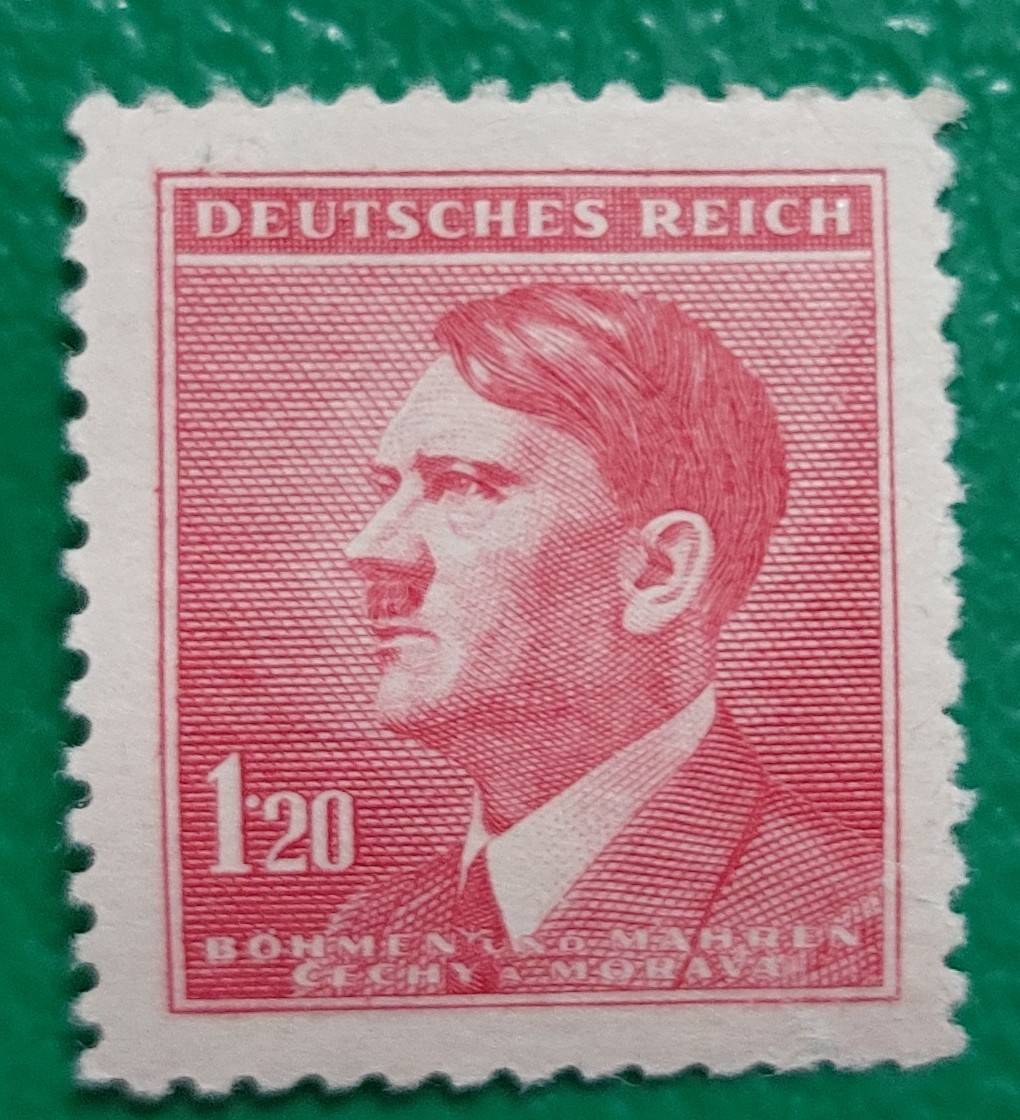 DEUTSCHES REICH
1·20
BÖHMEN UND MÄHREN
ČECHY A MORAVA